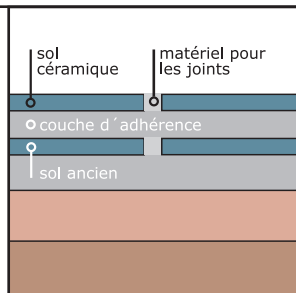 sol
céramique
matériel pour
les joints
couche d´adhérence
sol ancien